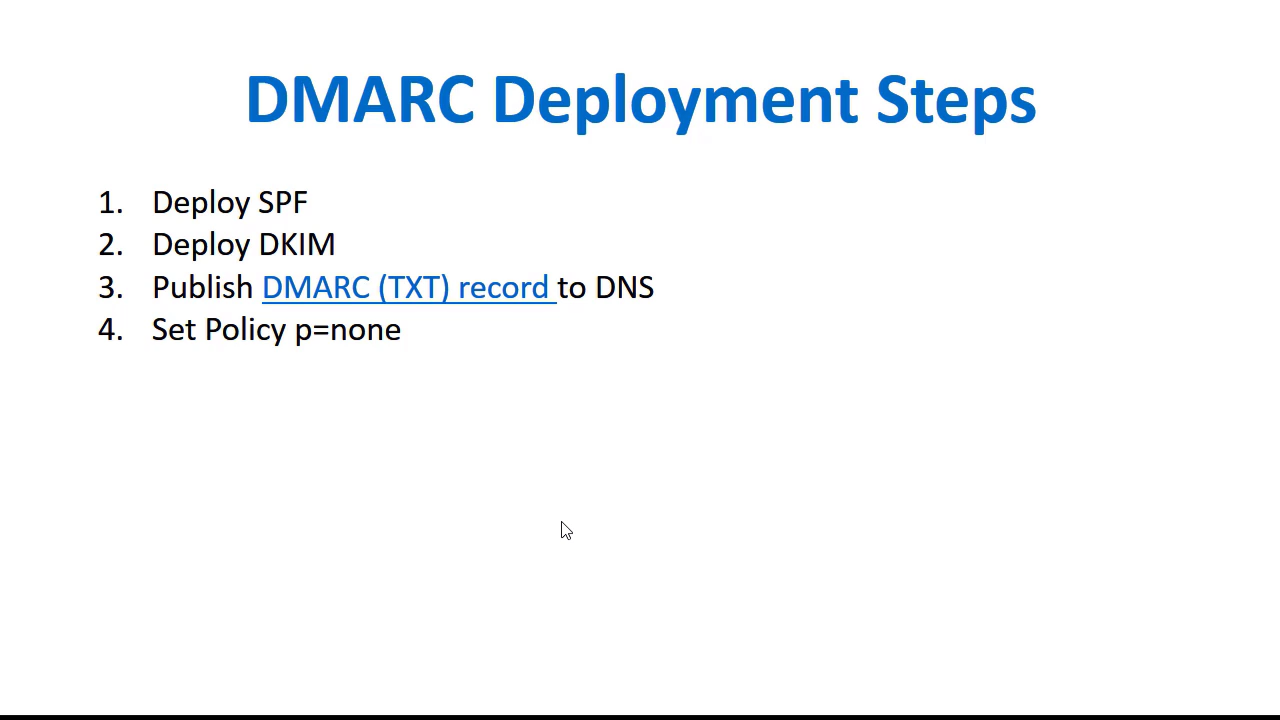 DMARC Deployment Steps
1. Deploy SPF
2. Deploy DKIM
3. Publish DMARC (TXT) record to DNS
4. Set Policy p=none